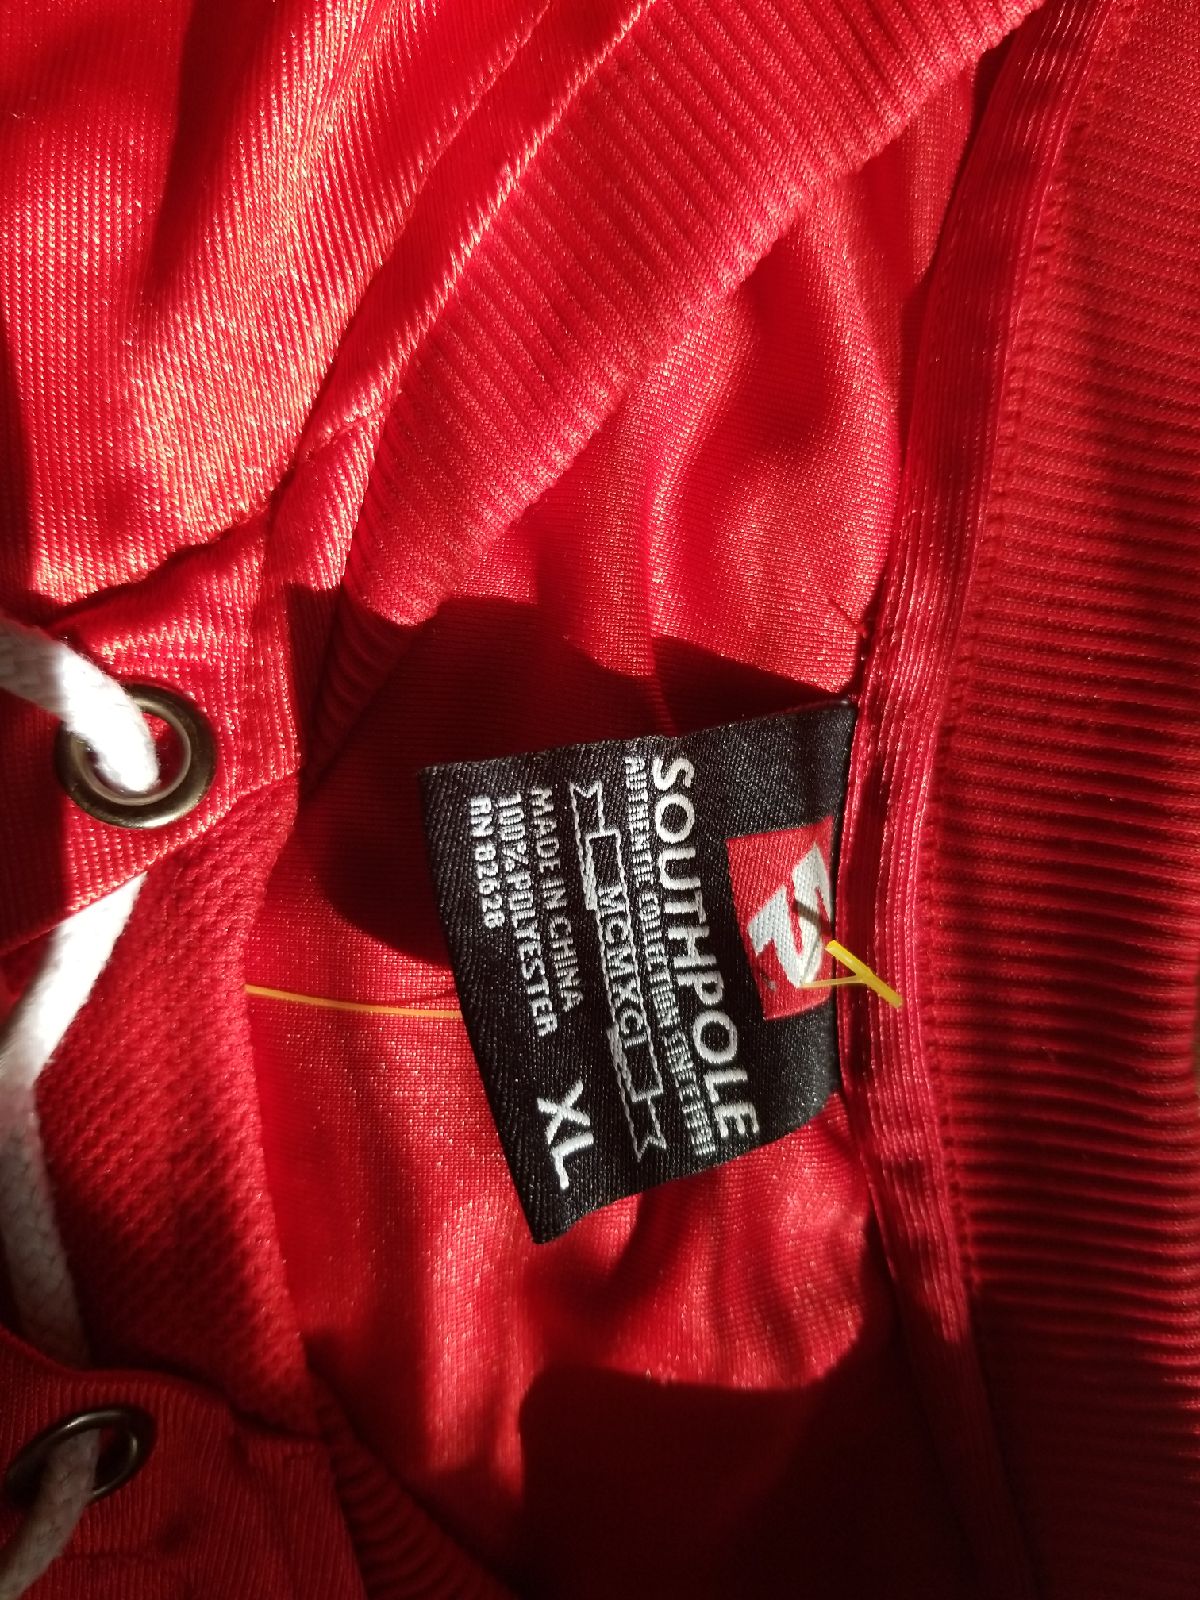 SOUTHPOLE
AUTHENTIC COLLECTION
MCMXCI
MADE IN CHINA
100% POLYESTER
RN 82628
XL